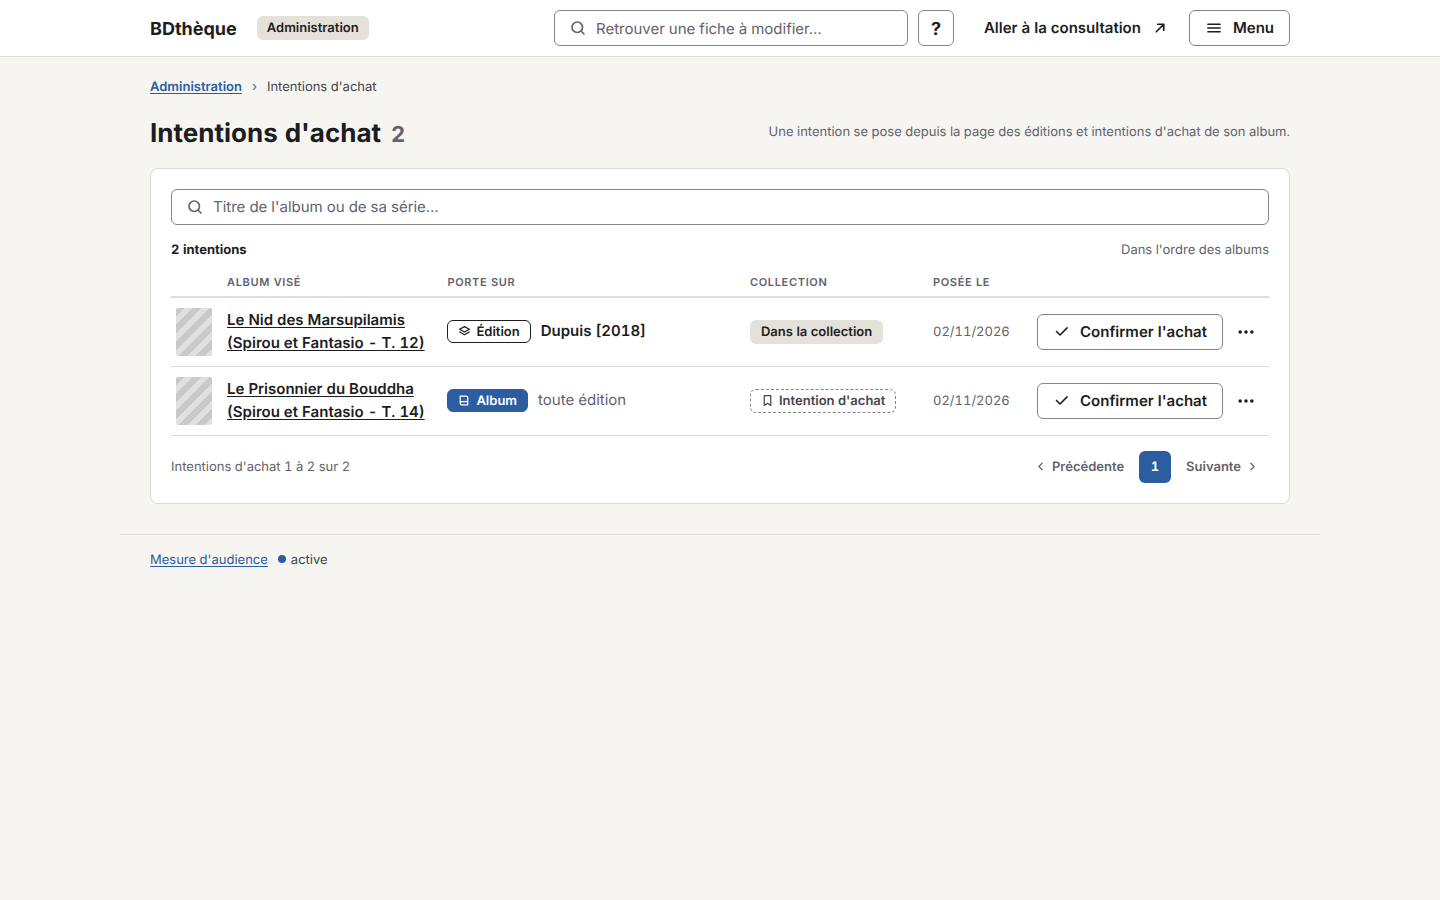 BDthèque
Administration
Retrouver une fiche à modifier...
?
Aller à la consultation
Menu
Administration › Intentions d'achat
Intentions d'achat 2
Une intention se pose depuis la page des éditions et intentions d'achat de son album.
Titre de l'album ou de sa série...
2 intentions
Dans l'ordre des albums
ALBUM VISÉ
PORTE SUR
COLLECTION
POSÉE LE
Le Nid des Marsupilamis
(Spirou et Fantasio - T. 12)
Édition
Dupuis [2018]
Dans la collection
02/11/2026
Confirmer l'achat
Le Prisonnier du Bouddha
(Spirou et Fantasio - T. 14)
Album
toute édition
Intention d'achat
02/11/2026
Confirmer l'achat
Intentions d'achat 1 à 2 sur 2
Précédente
1
Suivante
Mesure d'audience
active